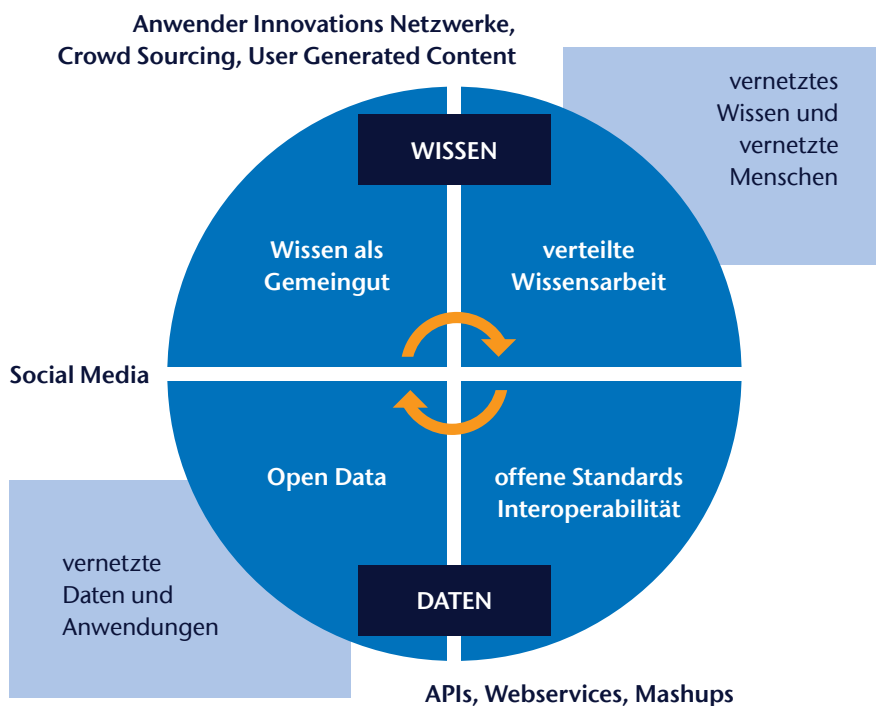 Anwender Innovations Netzwerke,
Crowd Sourcing, User Generated Content
vernetztes
Wissen und
vernetzte
Menschen
WISSEN
Wissen als
Gemeingut
verteilte
Wissensarbeit
Social Media
Open Data
offene Standards
Interoperabilität
vernetzte
Daten und
Anwendungen
DATEN
APIs, Webservices, Mashups